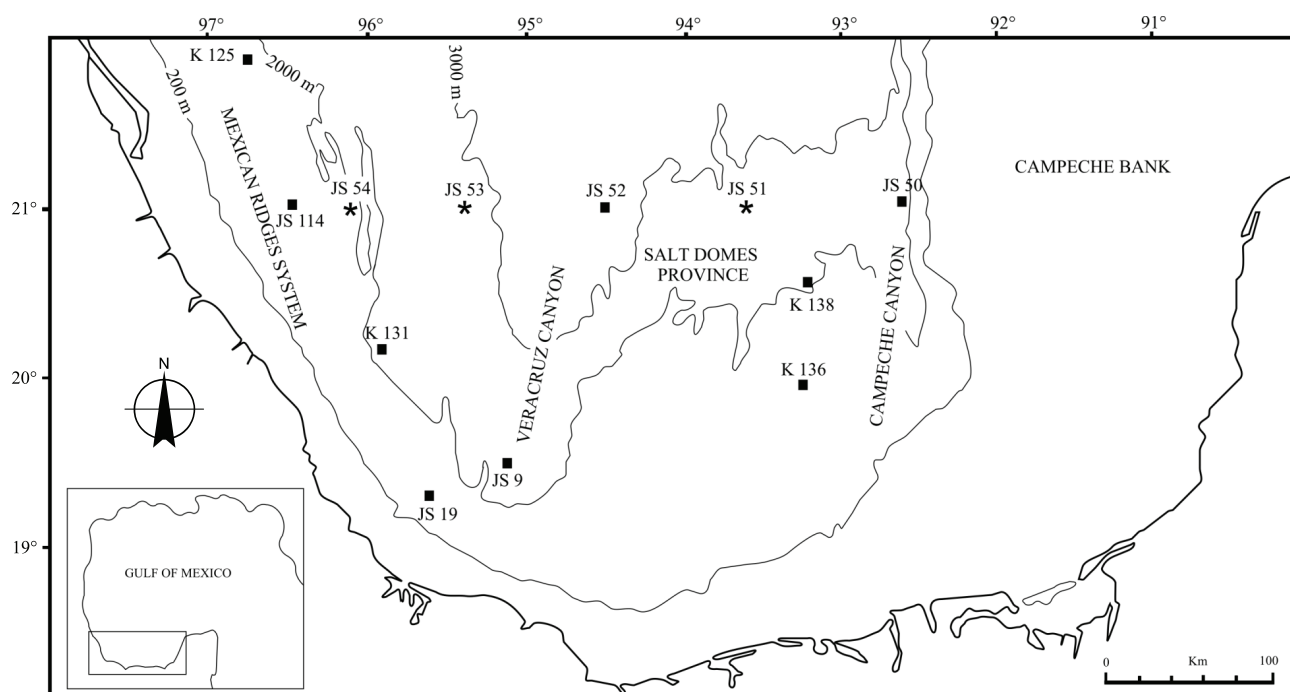 97°
96°
95°
94°
93°
92°
91°
K 125
200 m
2000 m
3000 m
MEXICAN RIDGES SYSTEM
CAMPECHE BANK
JS 54
JS 53
JS 52
JS 51
JS 50
21°
JS 114
SALT DOMES
PROVINCE
VERACRUZ CANYON
CAMPECHE CANYON
K 138
K 131
N
20°
K 136
JS 9
JS 19
19°
GULF OF MEXICO
0 Km 100